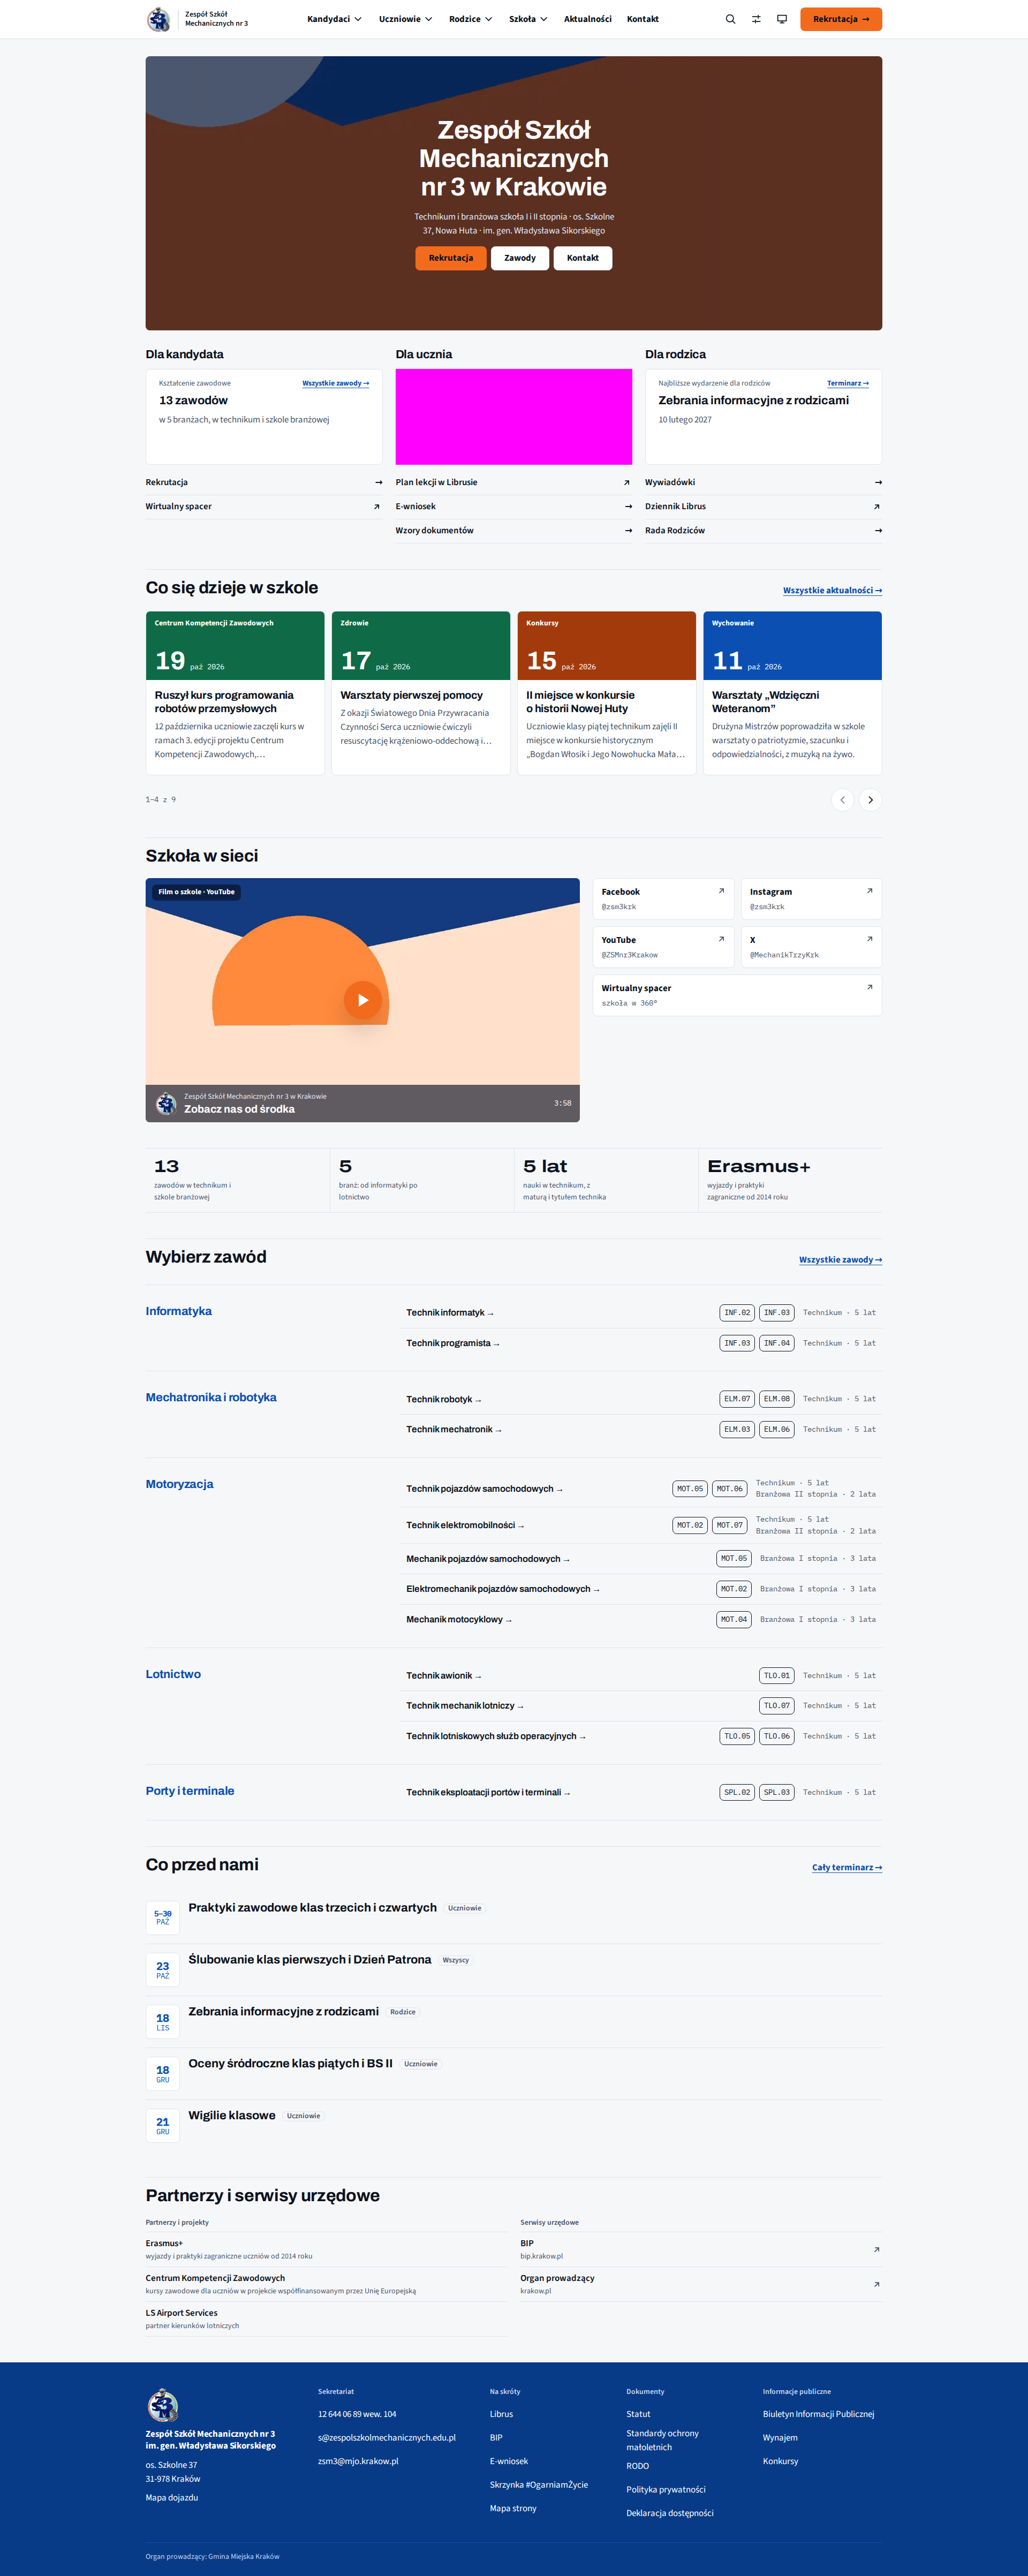 Zespół Szkół
Mechanicznych nr 3
Kandydaci
Uczniowie
Rodzice
Szkoła
Aktualności
Kontakt
Rekrutacja →
Zespół Szkół
Mechanicznych
nr 3 w Krakowie
Technikum i branżowa szkoła I i II stopnia · os. Szkolne
37, Nowa Huta · im. gen. Władysława Sikorskiego
Rekrutacja
Zawody
Kontakt
Dla kandydata
Kształcenie zawodowe
Wszystkie zawody →
13 zawodów
w 5 branżach, w technikum i szkole branżowej
Rekrutacja →
Wirtualny spacer ↗
Dla ucznia
Plan lekcji w Librusie ↗
E-wniosek →
Wzory dokumentów →
Dla rodzica
Najbliższe wydarzenie dla rodziców
Terminarz →
Zebrania informacyjne z rodzicami
10 lutego 2027
Wywiadówki →
Dziennik Librus ↗
Rada Rodziców →
Co się dzieje w szkole
Wszystkie aktualności →
Centrum Kompetencji Zawodowych
19 paź 2026
Ruszył kurs programowania
robotów przemysłowych
12 października uczniowie zaczęli kurs w
ramach 3. edycji projektu Centrum
Kompetencji Zawodowych,…
Zdrowie
17 paź 2026
Warsztaty pierwszej pomocy
Z okazji Światowego Dnia Przywracania
Czynności Serca uczniowie ćwiczyli
resuscytację krążeniowo-oddechową i…
Konkursy
15 paź 2026
II miejsce w konkursie
o historii Nowej Huty
Uczniowie klasy piątej technikum zajęli II
miejsce w konkursie historycznym
„Bogdan Włosik i Jego Nowohucka Mała…
Wychowanie
11 paź 2026
Warsztaty „Wdzięczni
Weteranom”
Drużyna Mistrzów poprowadziła w szkole
warsztaty o patriotyzmie, szacunku i
odpowiedzialności, z muzyką na żywo.
1–4 z 9
Szkoła w sieci
Film o szkole · YouTube
Zespół Szkół Mechanicznych nr 3 w Krakowie
Zobacz nas od środka
3:58
Facebook ↗
@zsm3krk
Instagram ↗
@zsm3krk
YouTube ↗
@ZSMnr3Krakow
X ↗
@MechanikTrzyKrk
Wirtualny spacer ↗
szkoła w 360°
13
zawodów w technikum i
szkole branżowej
5
branż: od informatyki po
lotnictwo
5 lat
nauki w technikum, z
maturą i tytułem technika
Erasmus+
wyjazdy i praktyki
zagraniczne od 2014 roku
Wybierz zawód
Wszystkie zawody →
Informatyka
Technik informatyk → INF.02 INF.03 Technikum · 5 lat
Technik programista → INF.03 INF.04 Technikum · 5 lat
Mechatronika i robotyka
Technik robotyk → ELM.07 ELM.08 Technikum · 5 lat
Technik mechatronik → ELM.03 ELM.06 Technikum · 5 lat
Motoryzacja
Technik pojazdów samochodowych → MOT.05 MOT.06 Technikum · 5 lat
Branżowa II stopnia · 2 lata
Technik elektromobilności → MOT.02 MOT.07 Technikum · 5 lat
Branżowa II stopnia · 2 lata
Mechanik pojazdów samochodowych → MOT.05 Branżowa I stopnia · 3 lata
Elektromechanik pojazdów samochodowych → MOT.02 Branżowa I stopnia · 3 lata
Mechanik motocyklowy → MOT.04 Branżowa I stopnia · 3 lata
Lotnictwo
Technik awionik → TLO.01 Technikum · 5 lat
Technik mechanik lotniczy → TLO.07 Technikum · 5 lat
Technik lotniskowych służb operacyjnych → TLO.05 TLO.06 Technikum · 5 lat
Porty i terminale
Technik eksploatacji portów i terminali → SPL.02 SPL.03 Technikum · 5 lat
Co przed nami
Cały terminarz →
5–30
PAŹ
Praktyki zawodowe klas trzecich i czwartych Uczniowie
23
PAŹ
Ślubowanie klas pierwszych i Dzień Patrona Wszyscy
18
LIS
Zebrania informacyjne z rodzicami Rodzice
18
GRU
Oceny śródroczne klas piątych i BS II Uczniowie
21
GRU
Wigilie klasowe Uczniowie
Partnerzy i serwisy urzędowe
Partnerzy i projekty
Erasmus+
wyjazdy i praktyki zagraniczne uczniów od 2014 roku
Centrum Kompetencji Zawodowych
kursy zawodowe dla uczniów w projekcie współfinansowanym przez Unię Europejską
LS Airport Services
partner kierunków lotniczych
Serwisy urzędowe
BIP ↗
bip.krakow.pl
Organ prowadzący ↗
krakow.pl
Zespół Szkół Mechanicznych nr 3
im. gen. Władysława Sikorskiego
os. Szkolne 37
31-978 Kraków
Mapa dojazdu
Sekretariat
12 644 06 89 wew. 104
s@zespolszkolmechanicznych.edu.pl
zsm3@mjo.krakow.pl
Na skróty
Librus
BIP
E-wniosek
Skrzynka #OgarniamŻycie
Mapa strony
Dokumenty
Statut
Standardy ochrony
małoletnich
RODO
Polityka prywatności
Deklaracja dostępności
Informacje publiczne
Biuletyn Informacji Publicznej
Wynajem
Konkursy
Organ prowadzący: Gmina Miejska Kraków